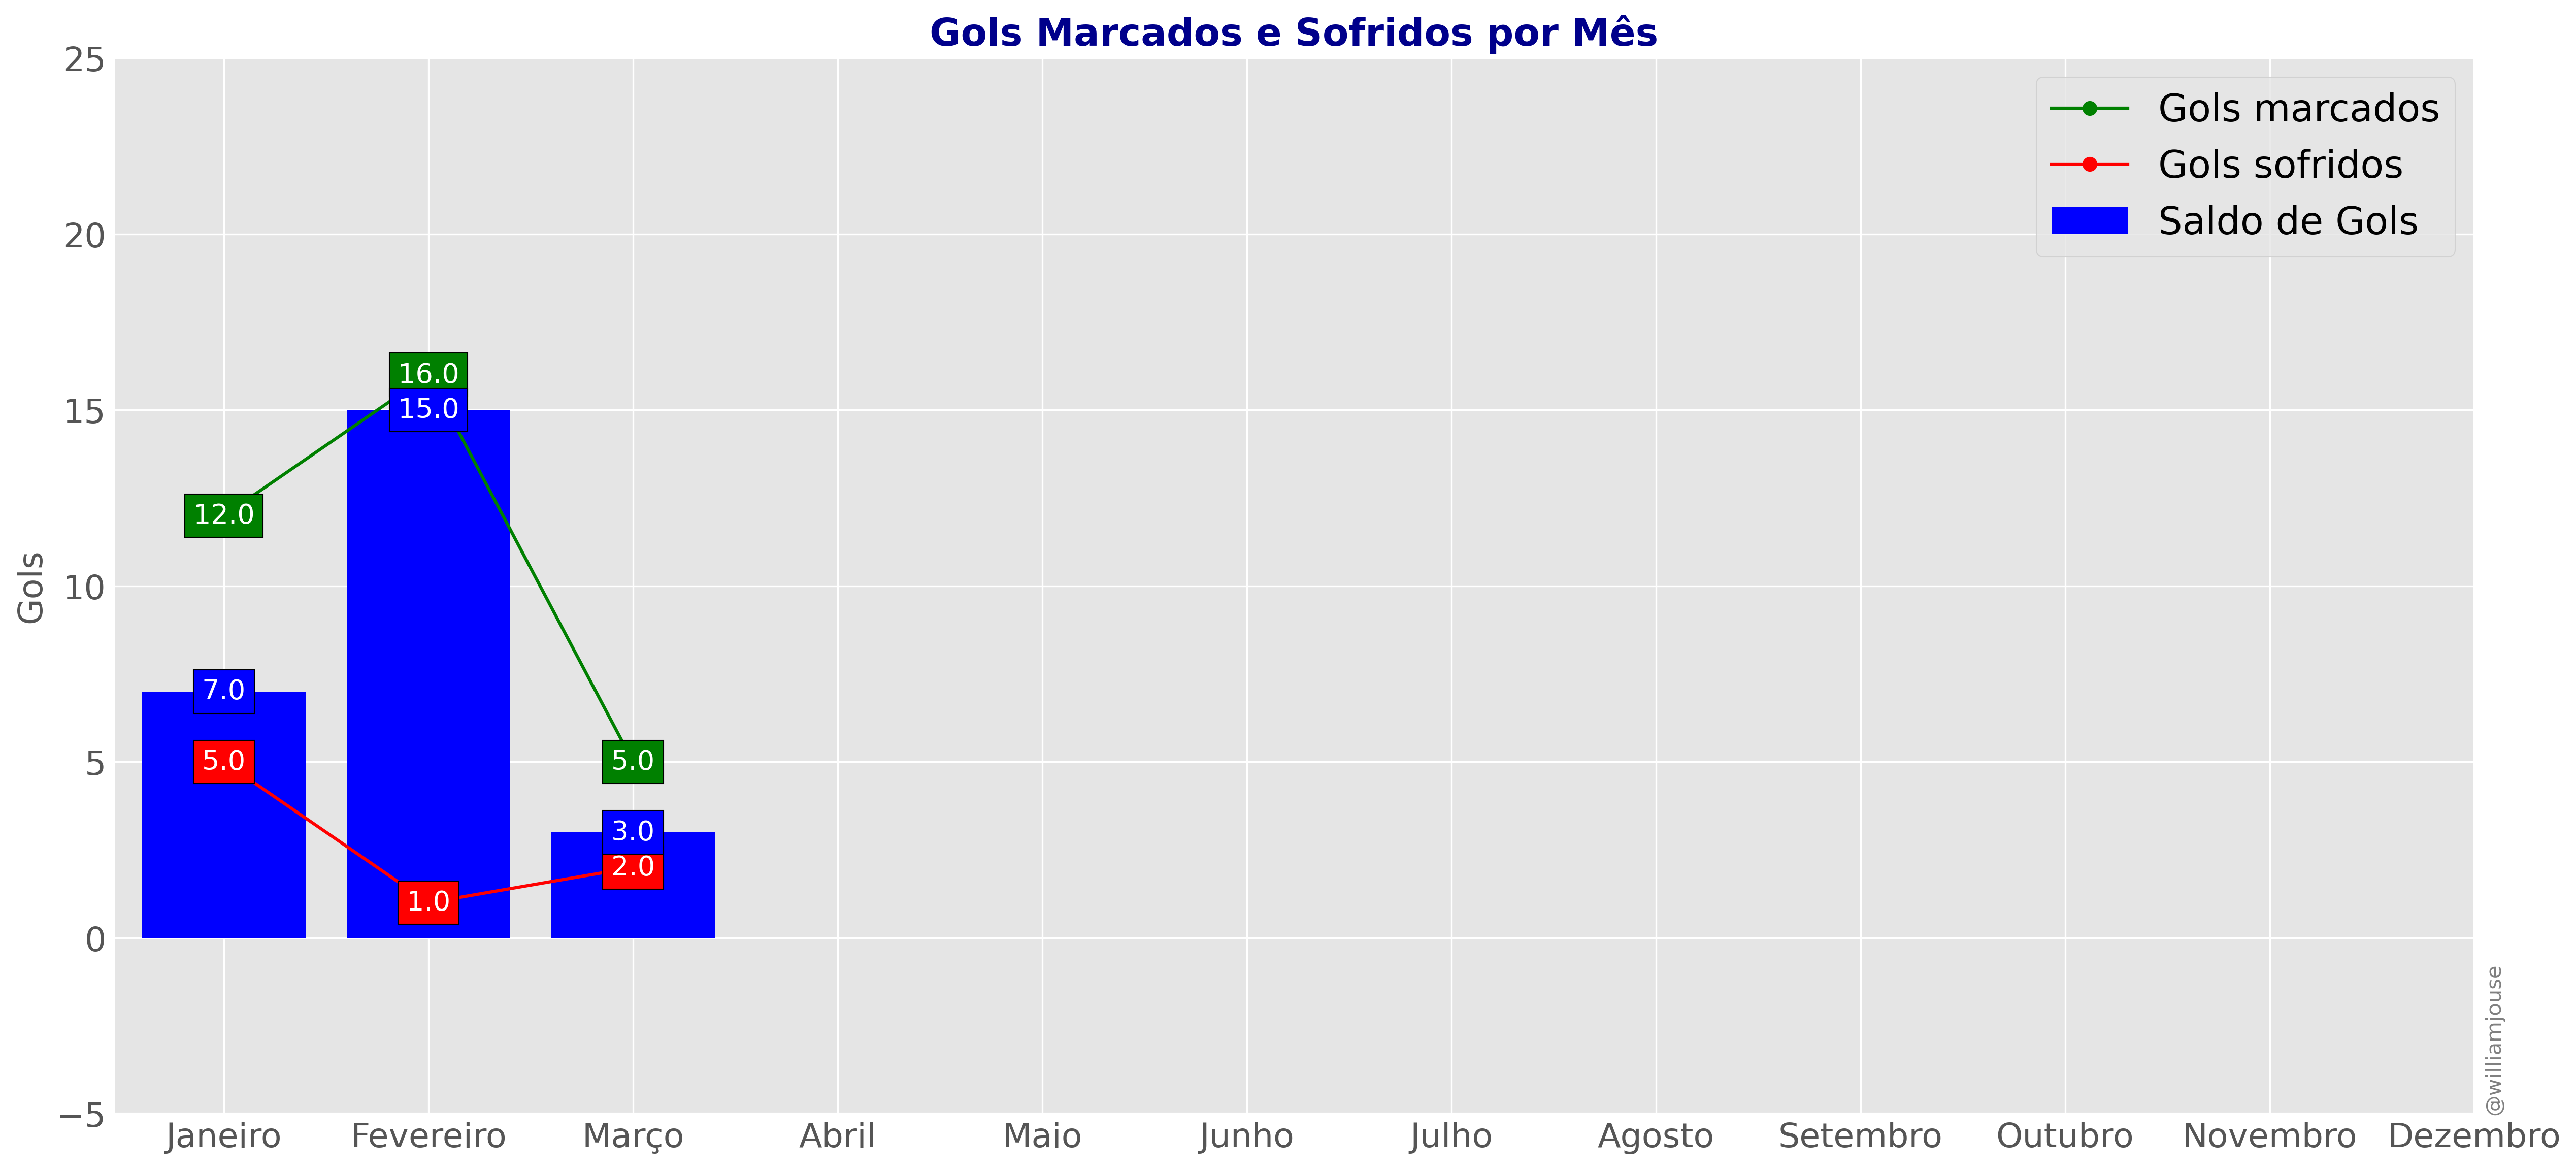 Gols Marcados e Sofridos por Mês
25
20
15
10
5
0
−5
Gols
Gols marcados
Gols sofridos
Saldo de Gols
16.0
15.0
12.0
7.0
5.0
5.0
3.0
2.0
1.0
Janeiro Fevereiro Março Abril Maio Junho Julho Agosto Setembro Outubro Novembro Dezembro
@williamjouse